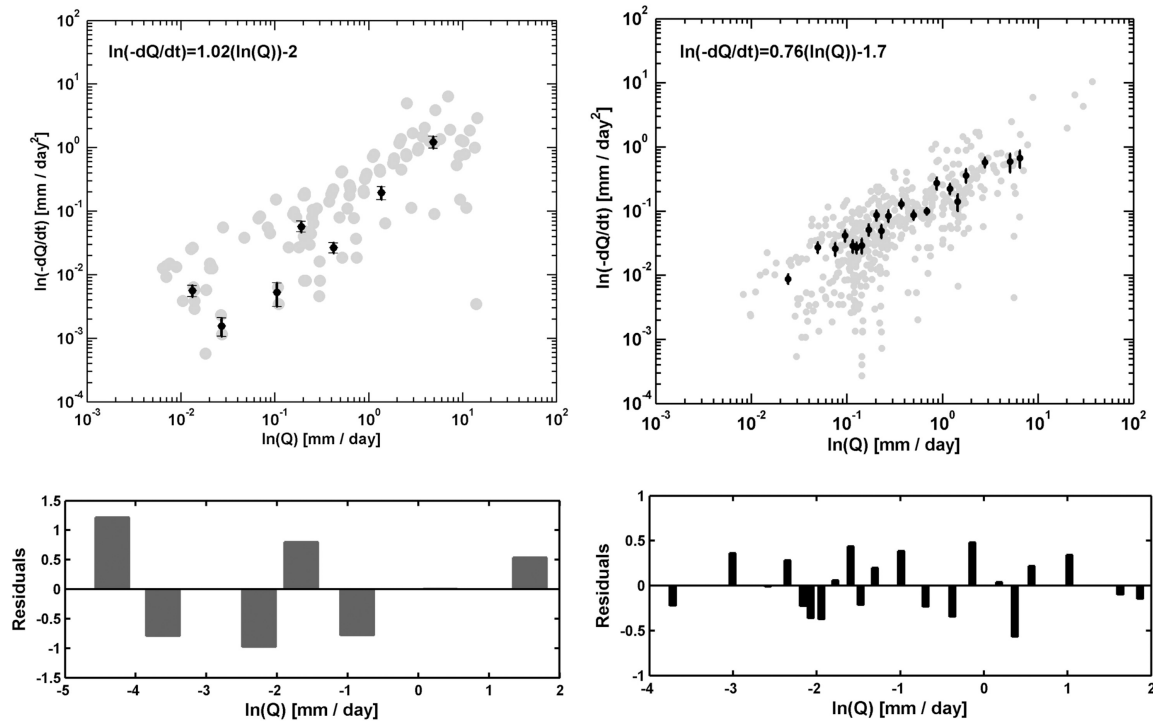 ln(-dQ/dt)=1.02(ln(Q))-2
ln(-dQ/dt) [mm / day²]
10²
10¹
10⁰
10⁻¹
10⁻²
10⁻³
10⁻⁴
10⁻³ 10⁻² 10⁻¹ 10⁰ 10¹ 10²
ln(Q) [mm / day]
ln(-dQ/dt)=0.76(ln(Q))-1.7
ln(-dQ/dt) [mm / day²]
10²
10¹
10⁰
10⁻¹
10⁻²
10⁻³
10⁻⁴
10⁻³ 10⁻² 10⁻¹ 10⁰ 10¹ 10²
ln(Q) [mm / day]
Residuals
1.5
1
0.5
0
-0.5
-1
-1.5
-5 -4 -3 -2 -1 0 1 2
ln(Q) [mm / day]
Residuals
1
0.5
0
-0.5
-1
-4 -3 -2 -1 0 1 2
ln(Q) [mm / day]